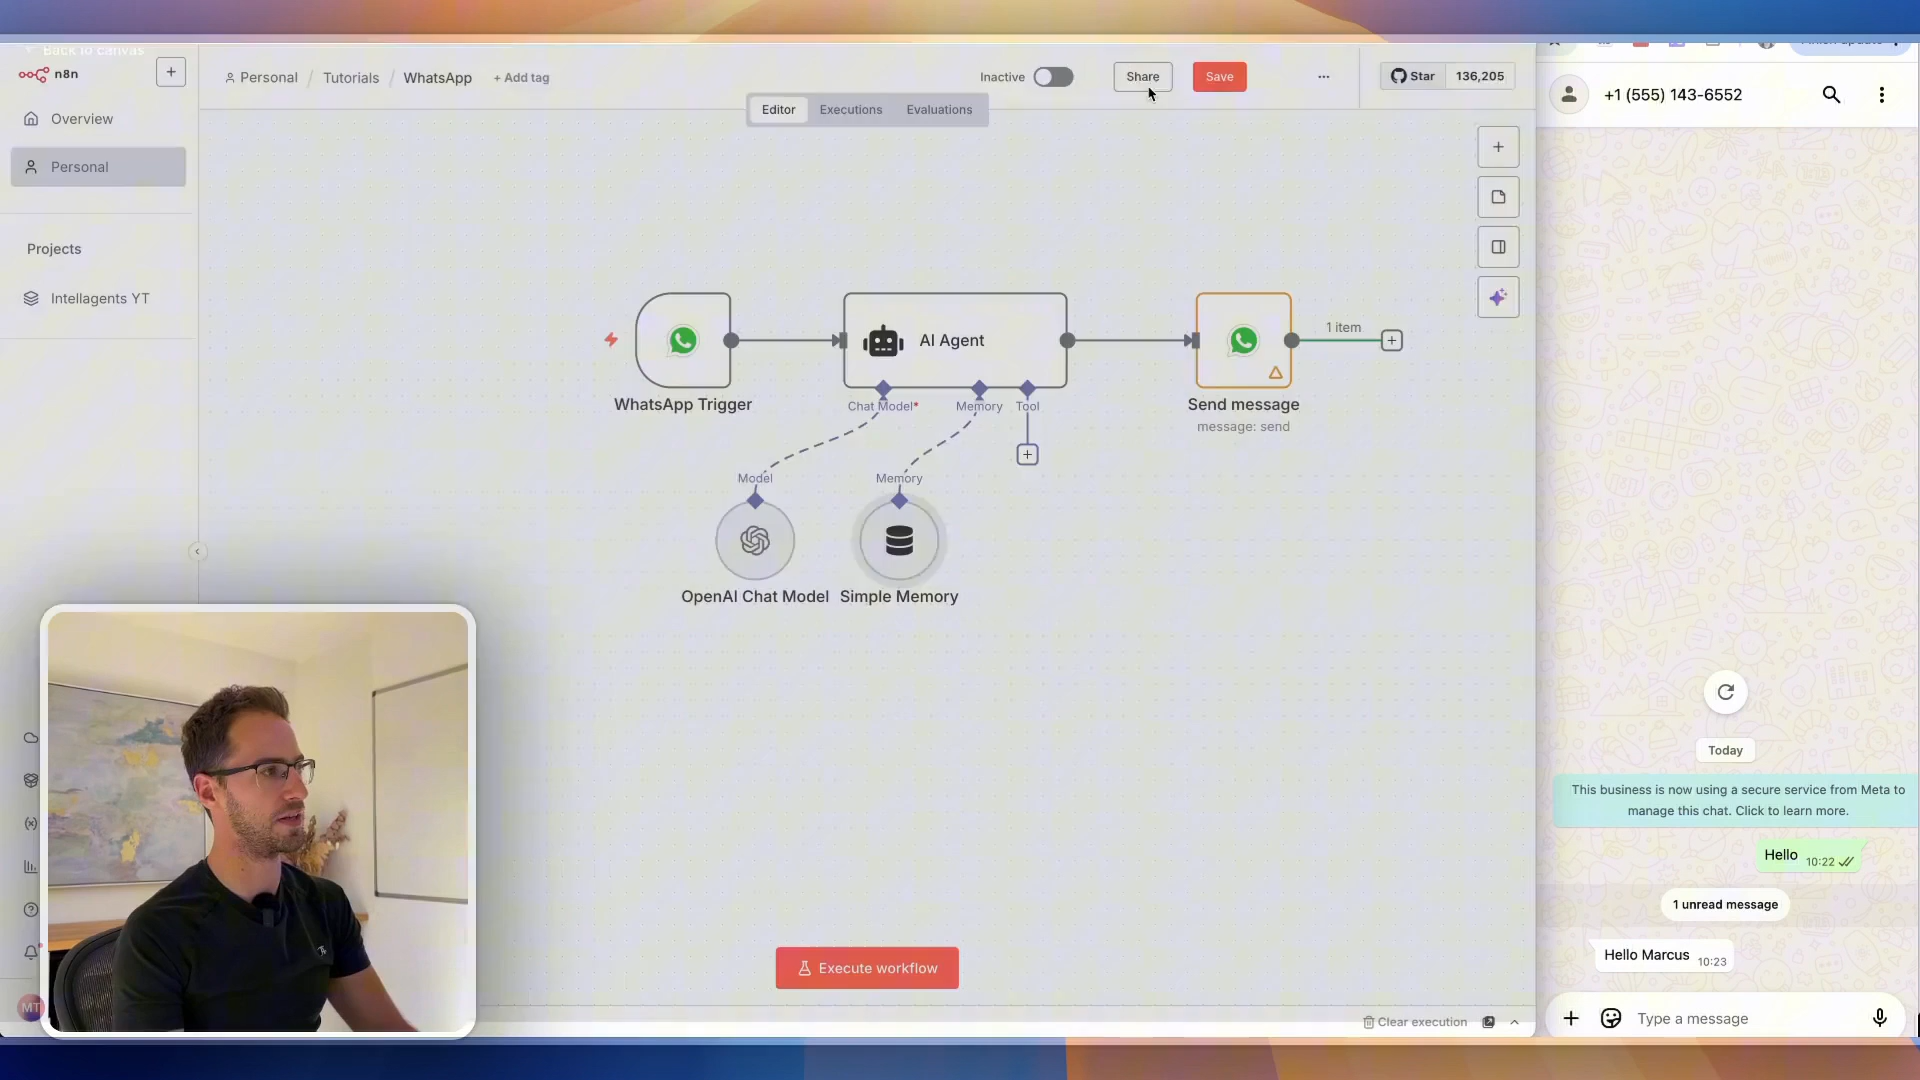 Back to canvas
n8n
Personal / Tutorials / WhatsApp + Add tag
Inactive
Share
Save
Star 136,205
Editor Executions Evaluations
Overview
Personal
Projects
Intellagents YT
WhatsApp Trigger
AI Agent
Chat Model*
Memory
Tool
1 item
Send message
message: send
Model
Memory
OpenAI Chat Model
Simple Memory
Execute workflow
Clear execution
MT
+1 (555) 143-6552
Today
This business is now using a secure service from Meta to
manage this chat. Click to learn more.
Hello 10:22
1 unread message
Hello Marcus 10:23
Type a message